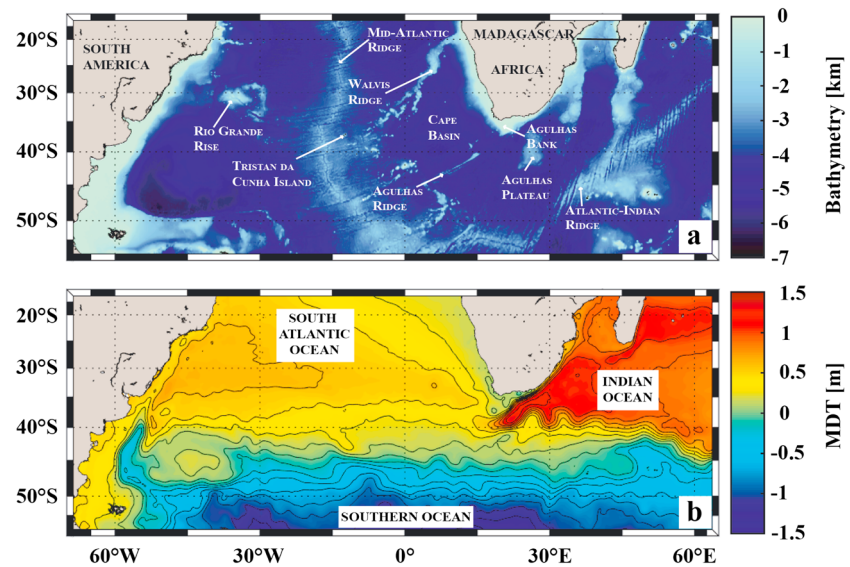 SOUTH
AMERICA
MID-ATLANTIC
RIDGE
MADAGASCAR
AFRICA
WALVIS
RIDGE
RIO GRANDE
RISE
CAPE
BASIN
AGULHAS
BANK
TRISTAN DA
CUNHA ISLAND
AGULHAS
RIDGE
AGULHAS
PLATEAU
ATLANTIC-INDIAN
RIDGE
a
20°S
30°S
40°S
50°S
0
-1
-2
-3
-4
-5
-6
-7
Bathymetry [km]
SOUTH
ATLANTIC
OCEAN
INDIAN
OCEAN
SOUTHERN OCEAN
b
20°S
30°S
40°S
50°S
60°W
30°W
0°
30°E
60°E
1.5
1
0.5
0
-0.5
-1
-1.5
MDT [m]